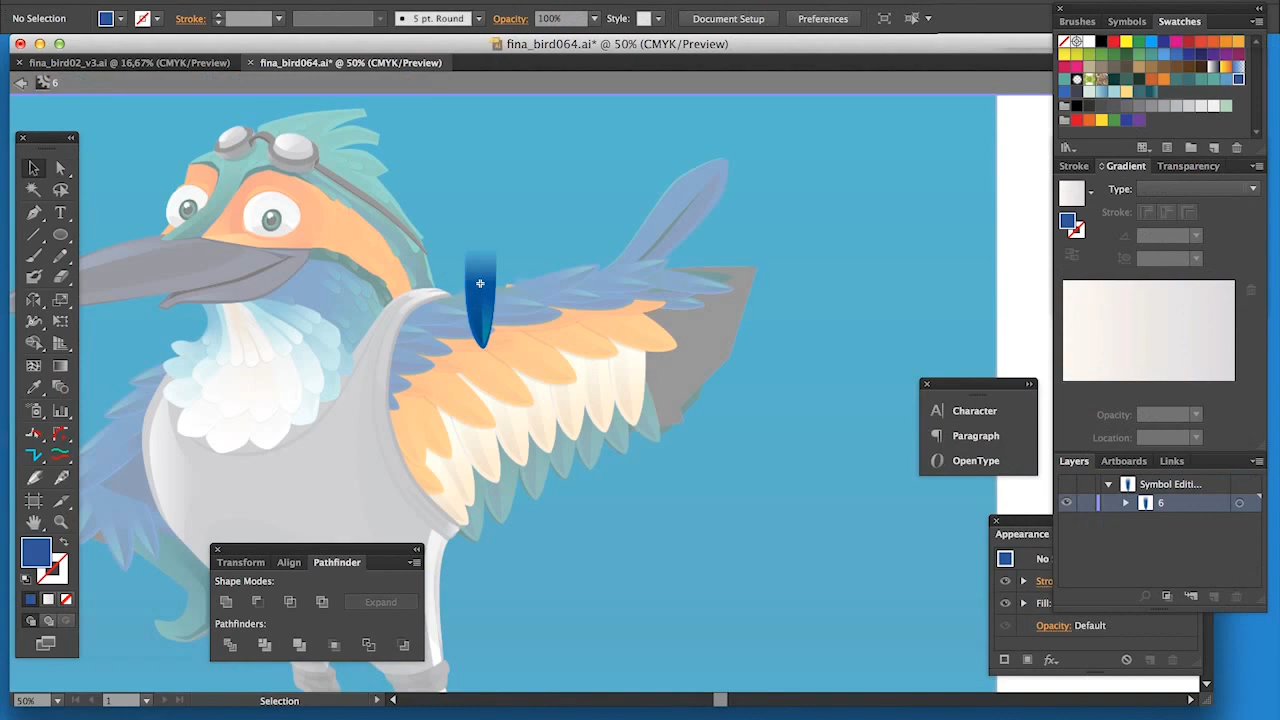 No Selection Stroke: 5 pt. Round Opacity: 100% Style: Document Setup Preferences
fina_bird064.ai* @ 50% (CMYK/Preview)
fina_bird02_v3.ai @ 16,67% (CMYK/Preview) fina_bird064.ai* @ 50% (CMYK/Preview)
6
Brushes Symbols Swatches
Stroke Gradient Transparency
Type:
Stroke:
Opacity:
Location:
Character
Paragraph
OpenType
Layers Artboards Links
Symbol Editi...
6
Appearance
No
Stro
Fill:
Opacity: Default
Transform Align Pathfinder
Shape Modes:
Expand
Pathfinders:
50% 1 Selection